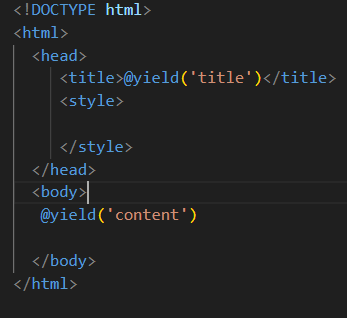 <!DOCTYPE html>
<html>
<head>
<title>@yield('title')</title>
<style>
</style>
</head>
<body>
@yield('content')
</body>
</html>